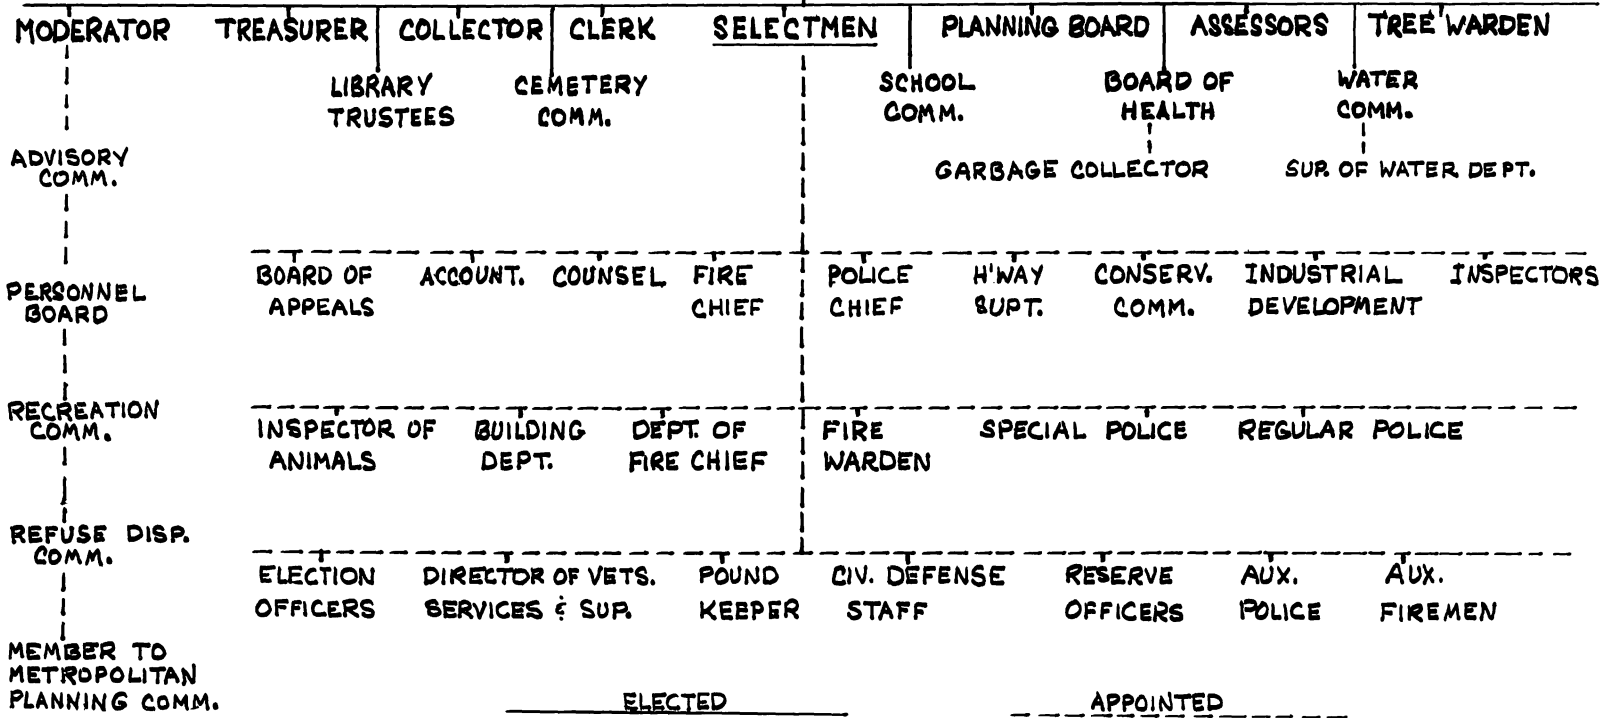 MODERATOR TREASURER COLLECTOR CLERK SELECTMEN PLANNING BOARD ASSESSORS TREE WARDEN
LIBRARY TRUSTEES
CEMETERY COMM.
SCHOOL COMM.
BOARD OF HEALTH
WATER COMM.
ADVISORY COMM.
GARBAGE COLLECTOR
SUP. OF WATER DEPT.
PERSONNEL BOARD
BOARD OF APPEALS
ACCOUNT.
COUNSEL
FIRE CHIEF
POLICE CHIEF
H'WAY SUPT.
CONSERV. COMM.
INDUSTRIAL DEVELOPMENT
INSPECTORS
RECREATION COMM.
INSPECTOR OF ANIMALS
BUILDING DEPT.
DEPT. OF FIRE CHIEF
FIRE WARDEN
SPECIAL POLICE
REGULAR POLICE
REFUSE DISP. COMM.
ELECTION OFFICERS
DIRECTOR OF VETS. SERVICES & SUP.
POUND KEEPER
CIV. DEFENSE STAFF
RESERVE OFFICERS
AUX. POLICE
AUX. FIREMEN
MEMBER TO METROPOLITAN PLANNING COMM.
ELECTED
APPOINTED